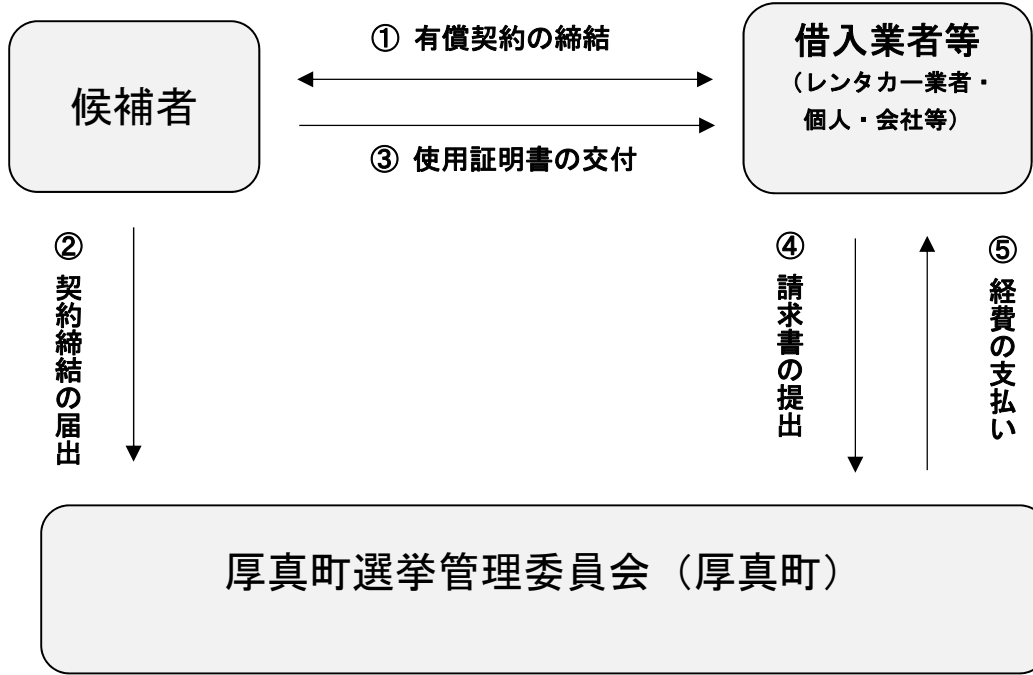 候補者
① 有償契約の締結
③ 使用証明書の交付
借入業者等
（レンタカー業者・
個人・会社等）
② 契約締結の届出
④ 請求書の提出
⑤ 経費の支払い
厚真町選挙管理委員会（厚真町）